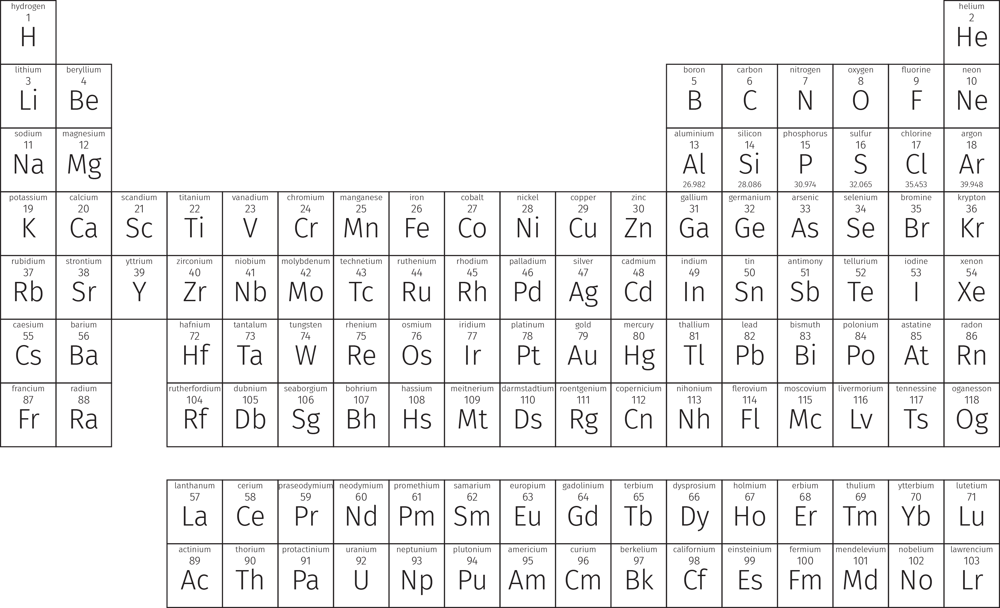 hydrogen helium
1 2
H He
lithium beryllium boron carbon nitrogen oxygen fluorine neon
3 4 5 6 7 8 9 10
Li Be B C N O F Ne
sodium magnesium aluminium silicon phosphorus sulfur chlorine argon
11 12 13 14 15 16 17 18
Na Mg Al Si P S Cl Ar
26.982 28.086 30.974 32.065 35.453 39.948
potassium calcium scandium titanium vanadium chromium manganese iron cobalt nickel copper zinc gallium germanium arsenic selenium bromine krypton
19 20 21 22 23 24 25 26 27 28 29 30 31 32 33 34 35 36
K Ca Sc Ti V Cr Mn Fe Co Ni Cu Zn Ga Ge As Se Br Kr
rubidium strontium yttrium zirconium niobium molybdenum technetium ruthenium rhodium palladium silver cadmium indium tin antimony tellurium iodine xenon
37 38 39 40 41 42 43 44 45 46 47 48 49 50 51 52 53 54
Rb Sr Y Zr Nb Mo Tc Ru Rh Pd Ag Cd In Sn Sb Te I Xe
caesium barium hafnium tantalum tungsten rhenium osmium iridium platinum gold mercury thallium lead bismuth polonium astatine radon
55 56 72 73 74 75 76 77 78 79 80 81 82 83 84 85 86
Cs Ba Hf Ta W Re Os Ir Pt Au Hg Tl Pb Bi Po At Rn
francium radium rutherfordium dubnium seaborgium bohrium hassium meitnerium darmstadtium roentgenium copernicium nihonium flerovium moscovium livermorium tennessine oganesson
87 88 104 105 106 107 108 109 110 111 112 113 114 115 116 117 118
Fr Ra Rf Db Sg Bh Hs Mt Ds Rg Cn Nh Fl Mc Lv Ts Og
lanthanum cerium praseodymium neodymium promethium samarium europium gadolinium terbium dysprosium holmium erbium thulium ytterbium lutetium
57 58 59 60 61 62 63 64 65 66 67 68 69 70 71
La Ce Pr Nd Pm Sm Eu Gd Tb Dy Ho Er Tm Yb Lu
actinium thorium protactinium uranium neptunium plutonium americium curium berkelium californium einsteinium fermium mendelevium nobelium lawrencium
89 90 91 92 93 94 95 96 97 98 99 100 101 102 103
Ac Th Pa U Np Pu Am Cm Bk Cf Es Fm Md No Lr